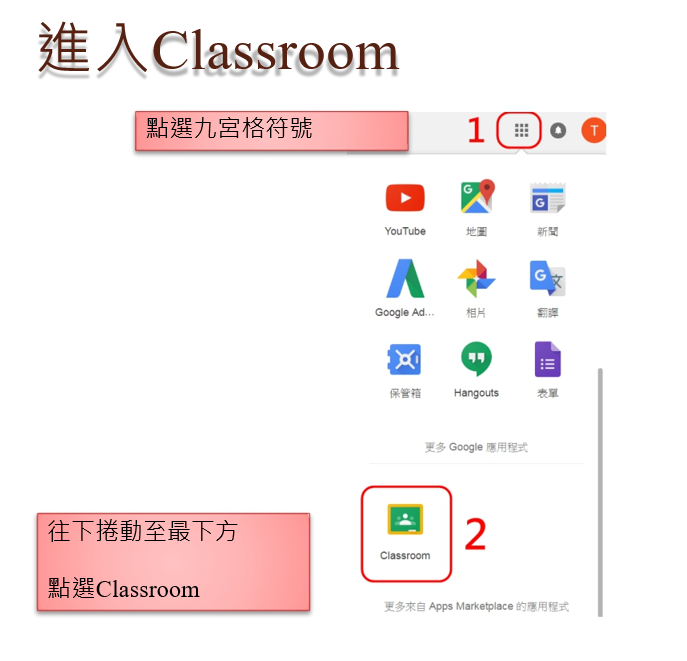 進入Classroom
點選九宮格符號
1
T
YouTube
地圖
新聞
Google Ad...
相片
翻譯
保管箱
Hangouts
表單
更多 Google 應用程式
Classroom
2
往下捲動至最下方
點選Classroom
更多來自 Apps Marketplace 的應用程式